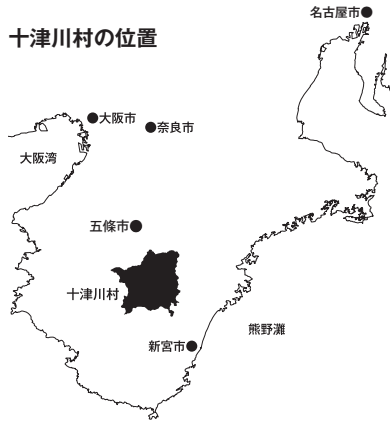 名古屋市
十津川村の位置
大阪市
奈良市
大阪湾
五條市
十津川村
熊野灘
新宮市